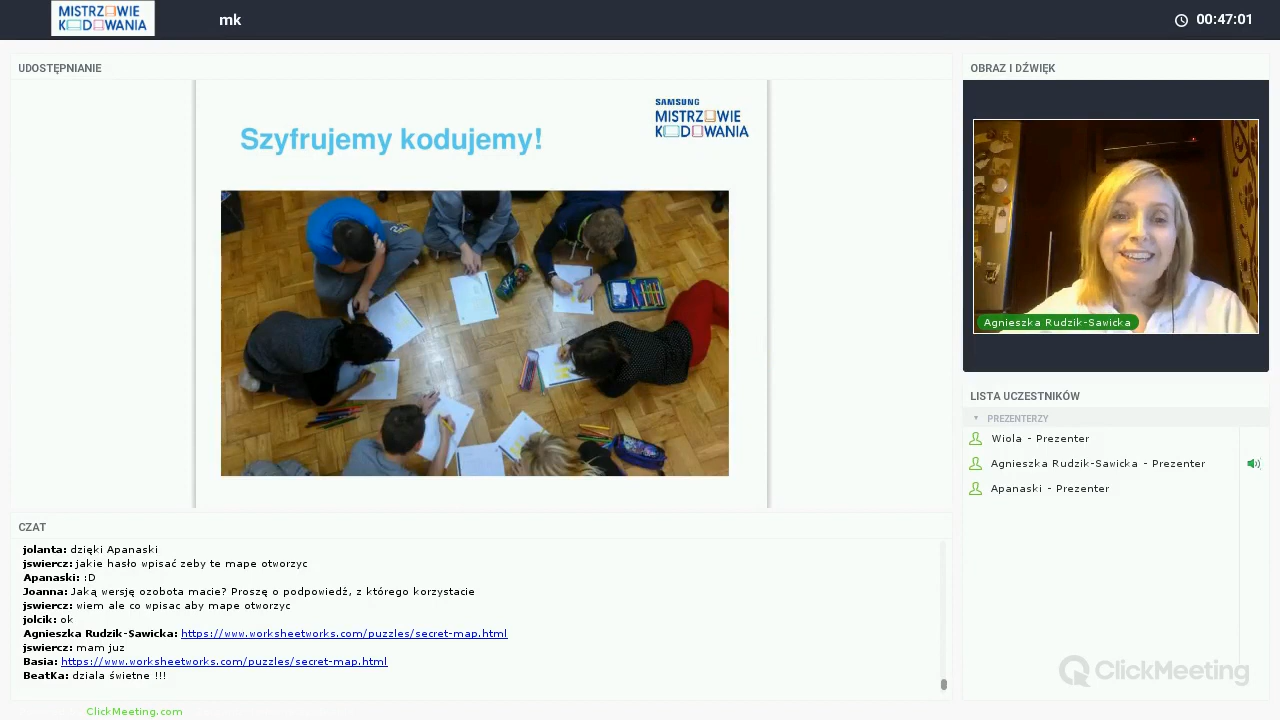 MISTRZOWIE
KODOWANIA
mk
00:47:01
UDOSTĘPNIANIE
SAMSUNG
MISTRZOWIE
KODOWANIA
Szyfrujemy kodujemy!
OBRAZ I DŹWIĘK
Agnieszka Rudzik-Sawicka
LISTA UCZESTNIKÓW
PREZENTERZY
Wiola - Prezenter
Agnieszka Rudzik-Sawicka - Prezenter
Apanaski - Prezenter
CZAT
jolanta: dzięki Apanaski
jswiercz: jakie hasło wpisać zeby te mape otworzyc
Apanaski: :D
Joanna: Jaką wersję ozobota macie? Proszę o podpowiedź, z którego korzystacie
jswiercz: wiem ale co wpisac aby mape otworzyc
jolcik: ok
Agnieszka Rudzik-Sawicka: https://www.worksheetworks.com/puzzles/secret-map.html
jswiercz: mam juz
Basia: https://www.worksheetworks.com/puzzles/secret-map.html
BeatKa: dziala świetne !!!
ClickMeeting
ClickMeeting.com